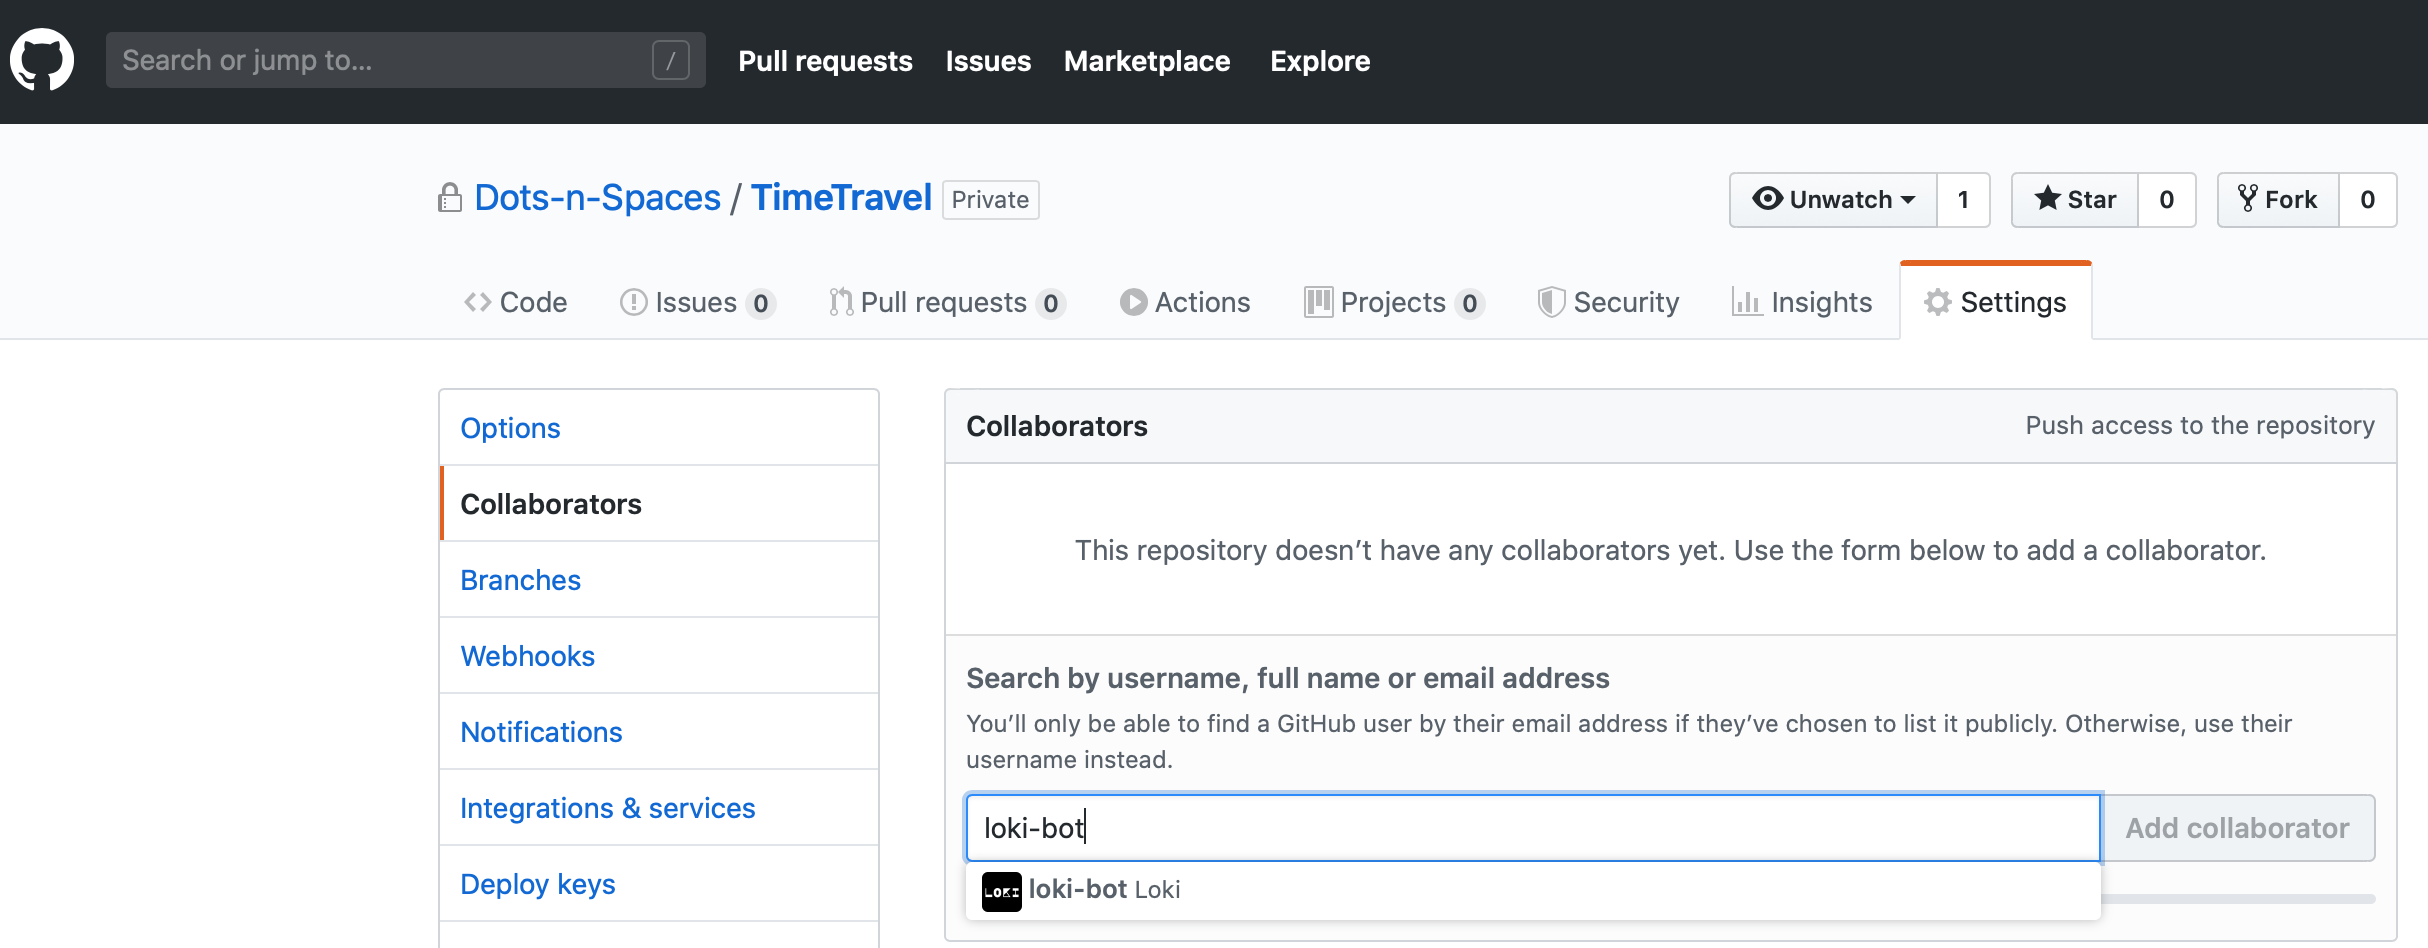 Search or jump to... /
Pull requests Issues Marketplace Explore
Dots-n-Spaces / TimeTravel Private
Unwatch 1 Star 0 Fork 0
Code Issues 0 Pull requests 0 Actions Projects 0 Security Insights Settings
Options
Collaborators
Branches
Webhooks
Notifications
Integrations & services
Deploy keys
Collaborators Push access to the repository
This repository doesn’t have any collaborators yet. Use the form below to add a collaborator.
Search by username, full name or email address
You’ll only be able to find a GitHub user by their email address if they’ve chosen to list it publicly. Otherwise, use their
username instead.
loki-bot Add collaborator
LOKI loki-bot Loki